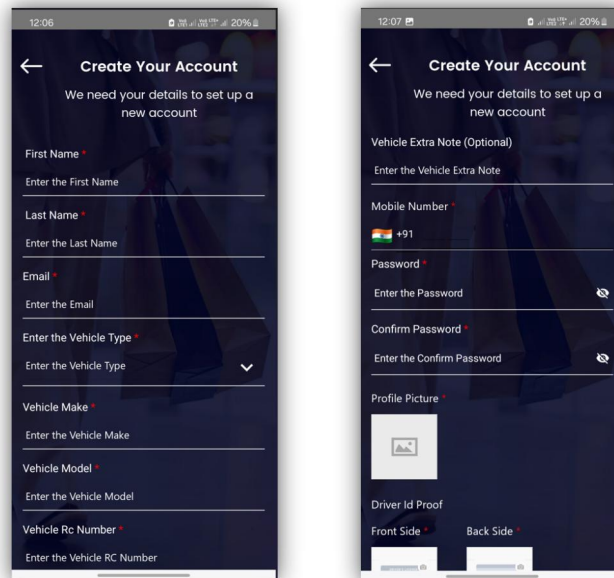 12:06
20%
Create Your Account
We need your details to set up a
new account
First Name *
Enter the First Name
Last Name *
Enter the Last Name
Email *
Enter the Email
Enter the Vehicle Type *
Enter the Vehicle Type
Vehicle Make *
Enter the Vehicle Make
Vehicle Model *
Enter the Vehicle Model
Vehicle Rc Number *
Enter the Vehicle RC Number
12:07
20%
Create Your Account
We need your details to set up a
new account
Vehicle Extra Note (Optional)
Enter the Vehicle Extra Note
Mobile Number *
+91
Password *
Enter the Password
Confirm Password *
Enter the Confirm Password
Profile Picture *
Driver Id Proof
Front Side * Back Side *